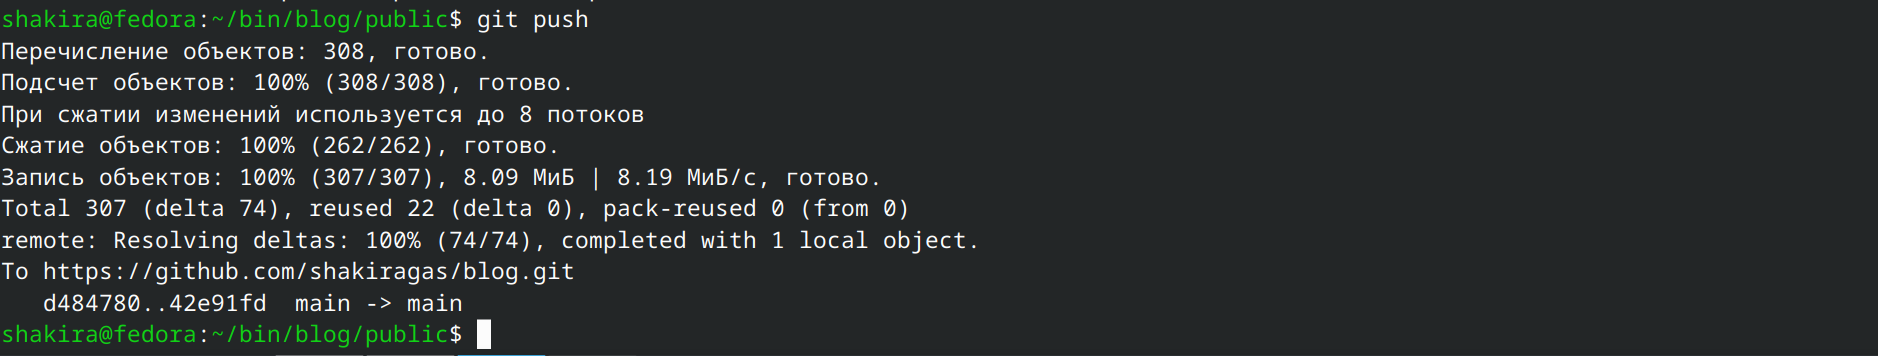 shakira@fedora:~/bin/blog/public$ git push
Перечисление объектов: 308, готово.
Подсчет объектов: 100% (308/308), готово.
При сжатии изменений используется до 8 потоков
Сжатие объектов: 100% (262/262), готово.
Запись объектов: 100% (307/307), 8.09 МиБ | 8.19 МиБ/с, готово.
Total 307 (delta 74), reused 22 (delta 0), pack-reused 0 (from 0)
remote: Resolving deltas: 100% (74/74), completed with 1 local object.
To https://github.com/shakiragas/blog.git
   d484780..42e91fd  main -> main
shakira@fedora:~/bin/blog/public$